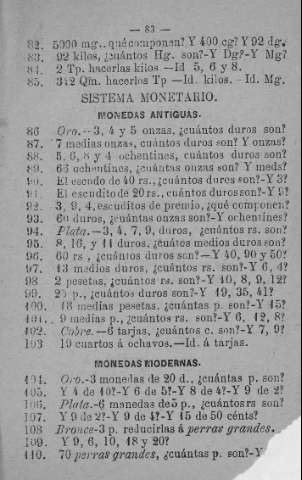 — 83 —
82. 5000 mg., qué componen? Y 400 cg? Y 92 dg.
83. 92 kilos, ¿cuántos Hg. son?-Y Dg?-Y Mg?
84. 2 Tp. hacerlas kilos —Id 5, 6 y 8.
85. 312 Qm. hacerlos Tp —Id. kilos.- Id. Mg.
SISTEMA MONETARIO.
MONEDAS ANTIGUAS.
86 Oro.—3, 4 y 5 onzas, ¿cuántos duros son?
87. 7 medias onzas, cuántos duros son? Y onzas?
88. 5, 6, 8 y 4 ochentines, cuántos duros son?
89. 66 ochentines, ¿cuántas onzas son? Y meds?
90. El escudo de 40 rs., ¿cuántos dures son?-Y 3?
91. El escudito de 20 rs., cuántos duros son?-Y 9?
92. 3, 9, 4, escuditos de premio, ¿qué componen?
93. 60 duros, ¿cuántas onzas son?-Y ochentines?
94. Plata.—3, 4, 7, 9, duros, ¿cuántos rs. son?
95. 8, 16, y 11 duros, ¿cuátos medios duros son?
96. 60 rs, ¿cuántos duros son?—Y 40, 90 y 50?
97. 13 medios duros, ¿cuántos rs. son?-Y 6, 4?
98 2 pesetas, ¿cuántos rs. son?-Y 10, 8, 9, 12?
99. 25 p., ¿cuántos duros son?-Y 49, 35, 41?
100. 18 medias pesetas, ¿cuántas p. son?-Y 15?
101. 9 medias p., ¿cuántos rs. son?-Y 6, 12, 8?
102. Cobre.—6 tarjas, ¿cuántos c. son?-Y 7, 9?
103 19 cuartos á ochavos.—Id. á tarjas.
MONEDAS MODERNAS.
104. Oro.-3 monedas de 20 d., ¿cuántas p. son?
105. Y 4 de 10?-Y 6 de 5?-Y 8 de 4?-Y 9 de 2?
106. Plata.-6 monedas de 5 p., ¿cuántos rs son?
107. Y 9 de 2?-Y 9 de 4?-Y 15 de 50 cénts?
108 Bronce-3 p. reducirlas á perras grandes.
109. Y 9, 6, 10, 48 y 20?
110. 70 perras grandes, ¿cuántas p. son?-Y